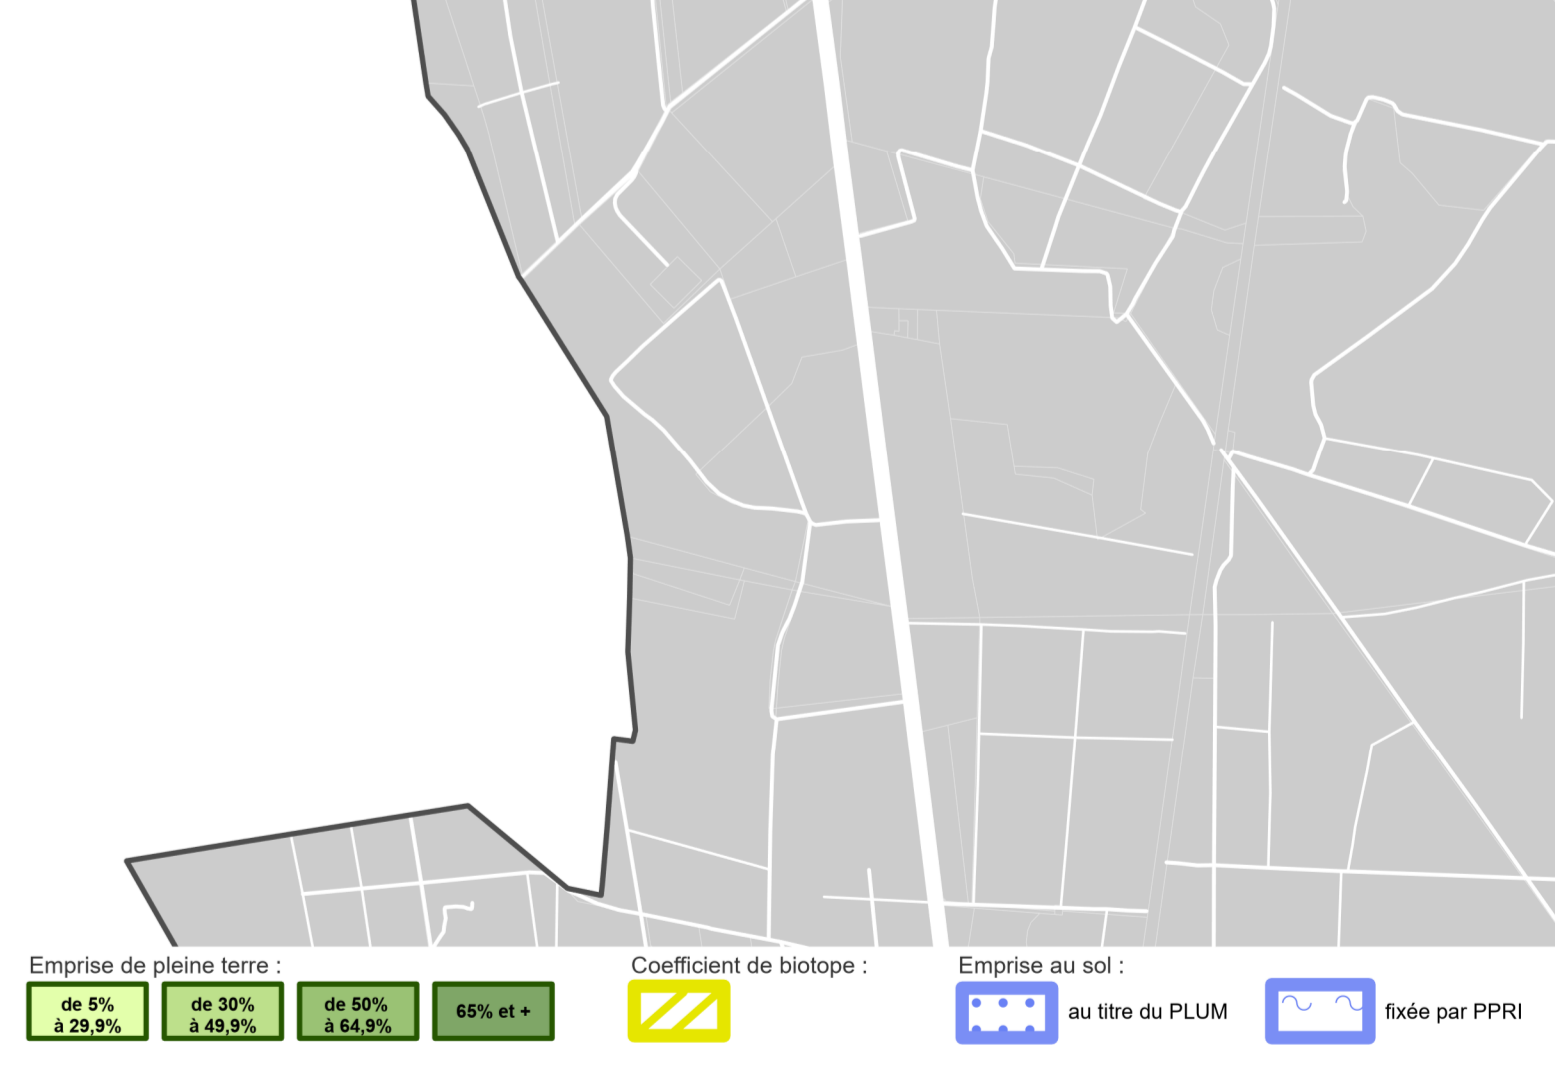 Emprise de pleine terre :
de 5%
à 29,9%
de 30%
à 49,9%
de 50%
à 64,9%
65% et +
Coefficient de biotope :
Emprise au sol :
au titre du PLUM
fixée par PPRI